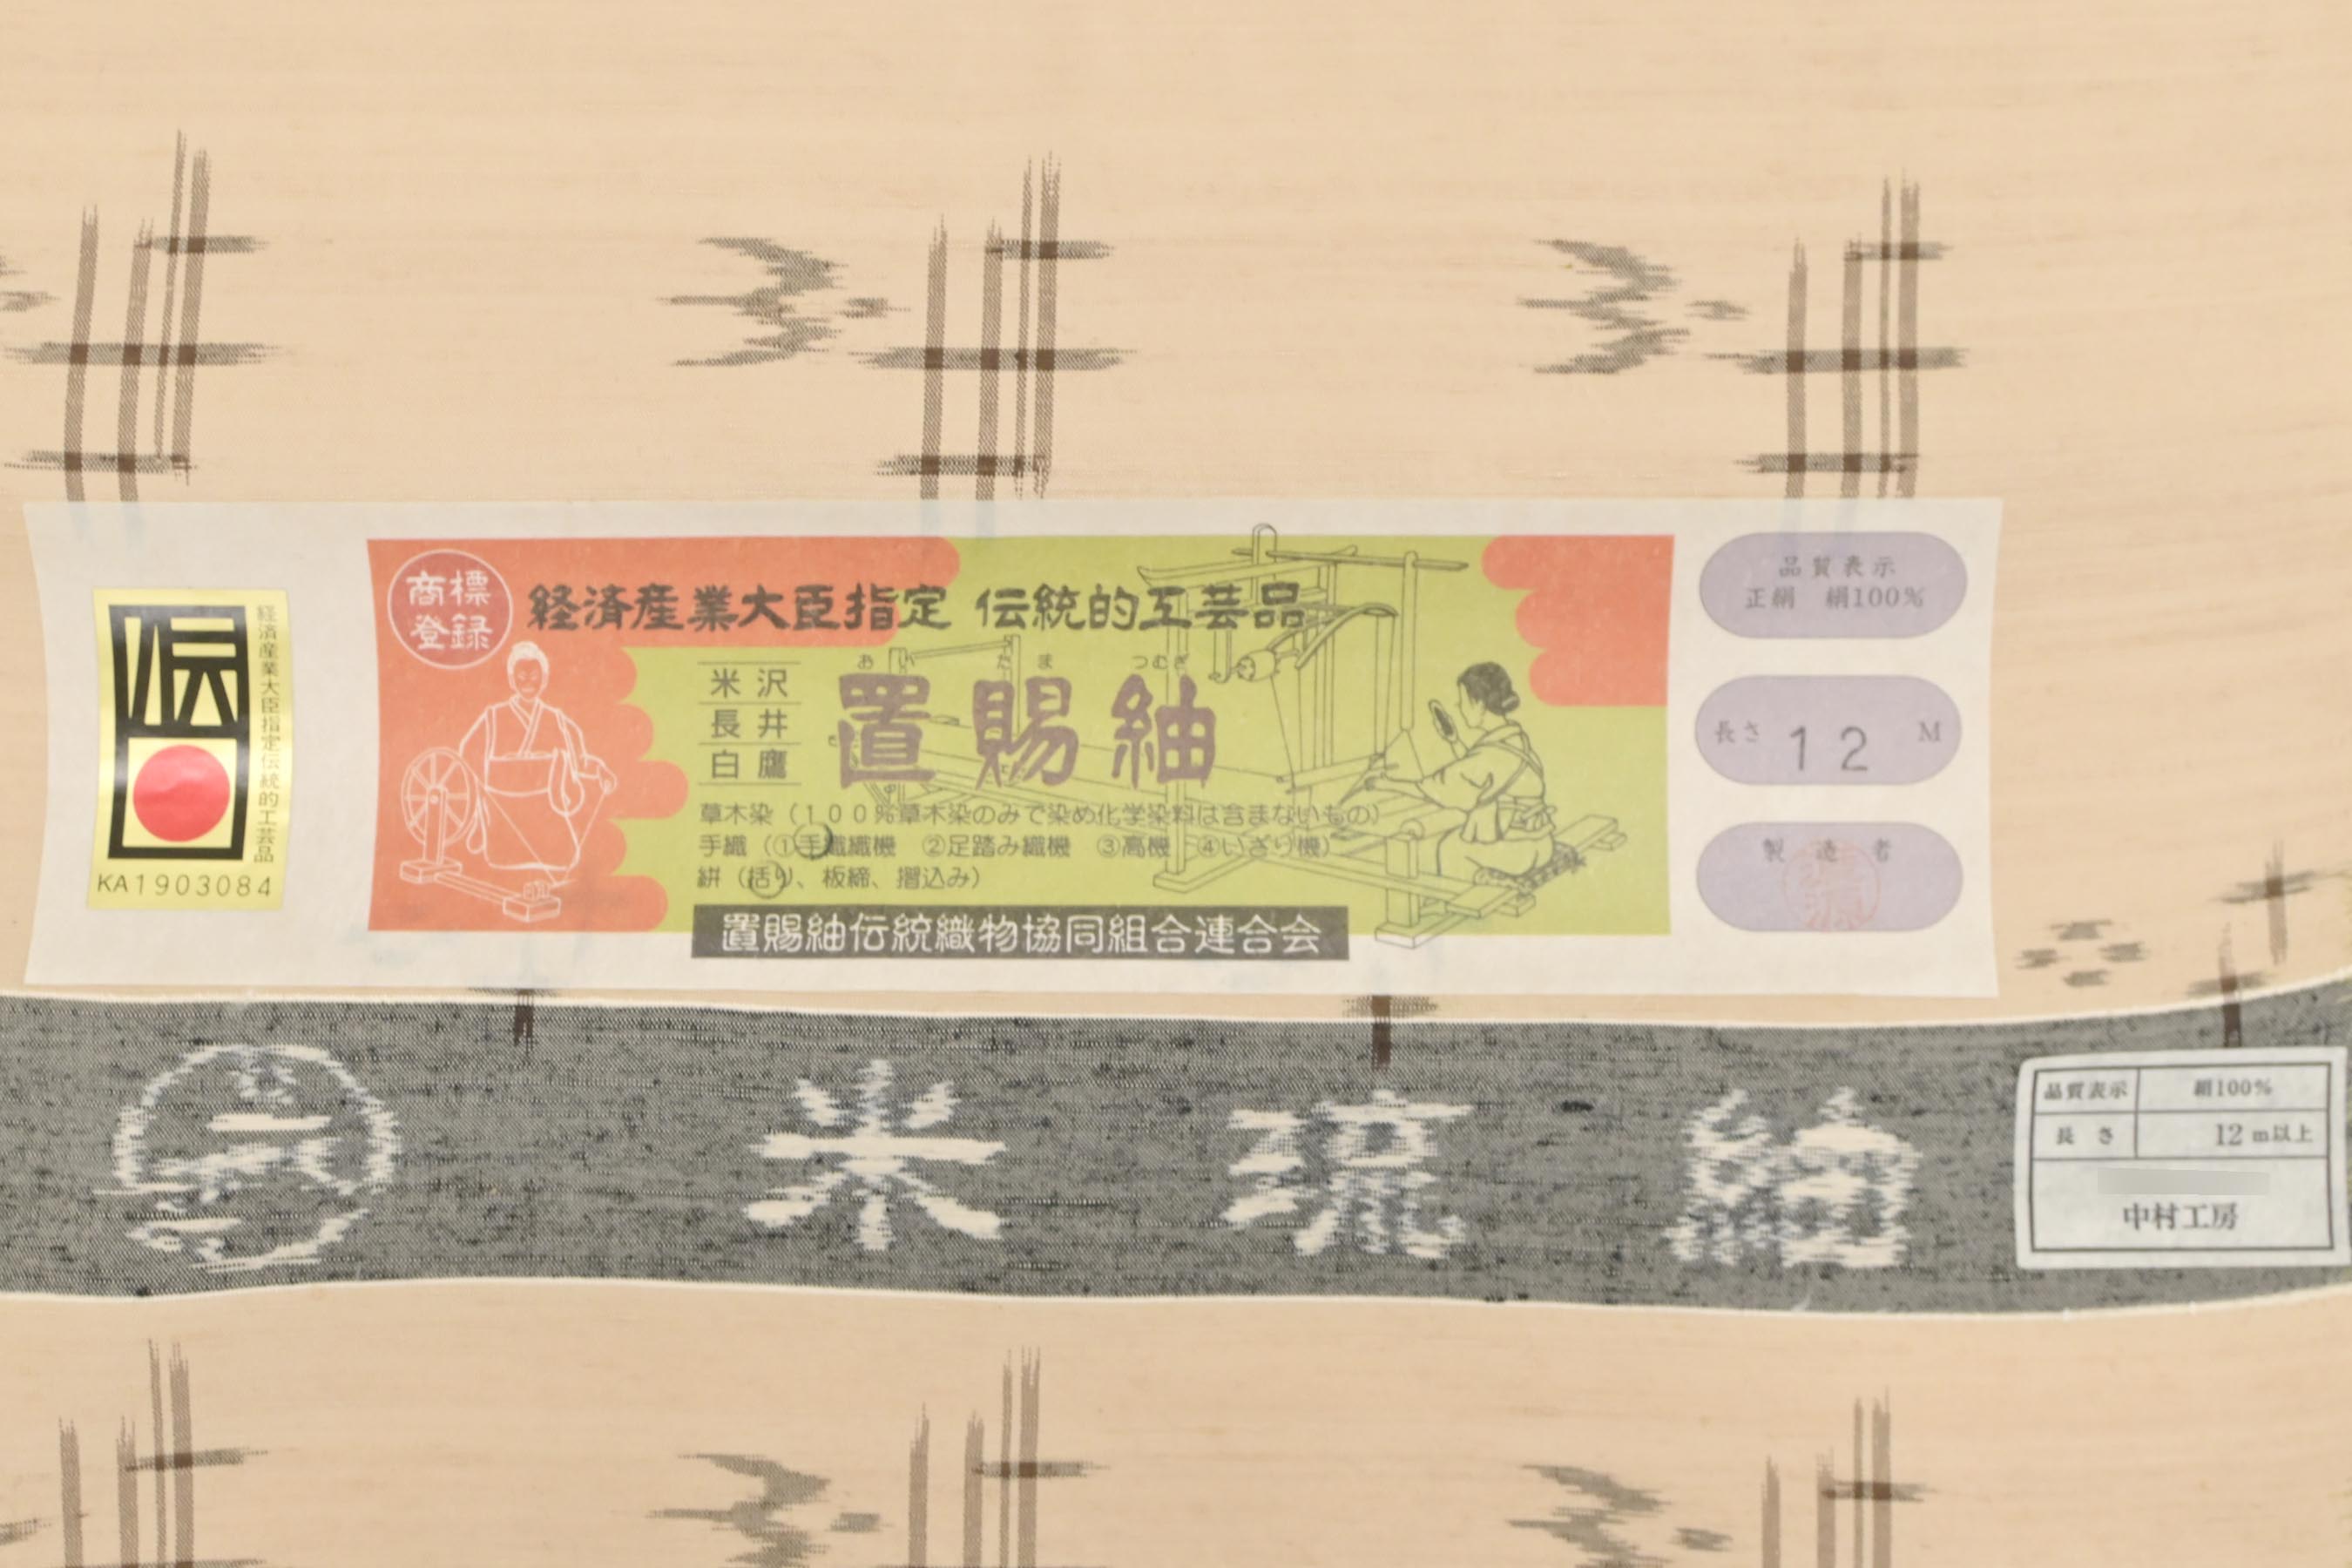 伝
経済産業大臣指定伝統的工芸品
KA1903084
商標
登録
経済産業大臣指定 伝統的工芸品
米沢
長井
白鷹
おい たま つむぎ
置賜紬
草木染（１００％草木染のみで染め化学染料は含まないもの）
手織（①手織織機 ②足踏み織機 ③高機 ④いざり機）
絣（括り、板締、摺込み）
置賜紬伝統織物協同組合連合会
品質表示
正絹 絹100%
長さ 12 M
製造者
米琉紬
品質表示 絹100%
長さ 12m以上
中村工房